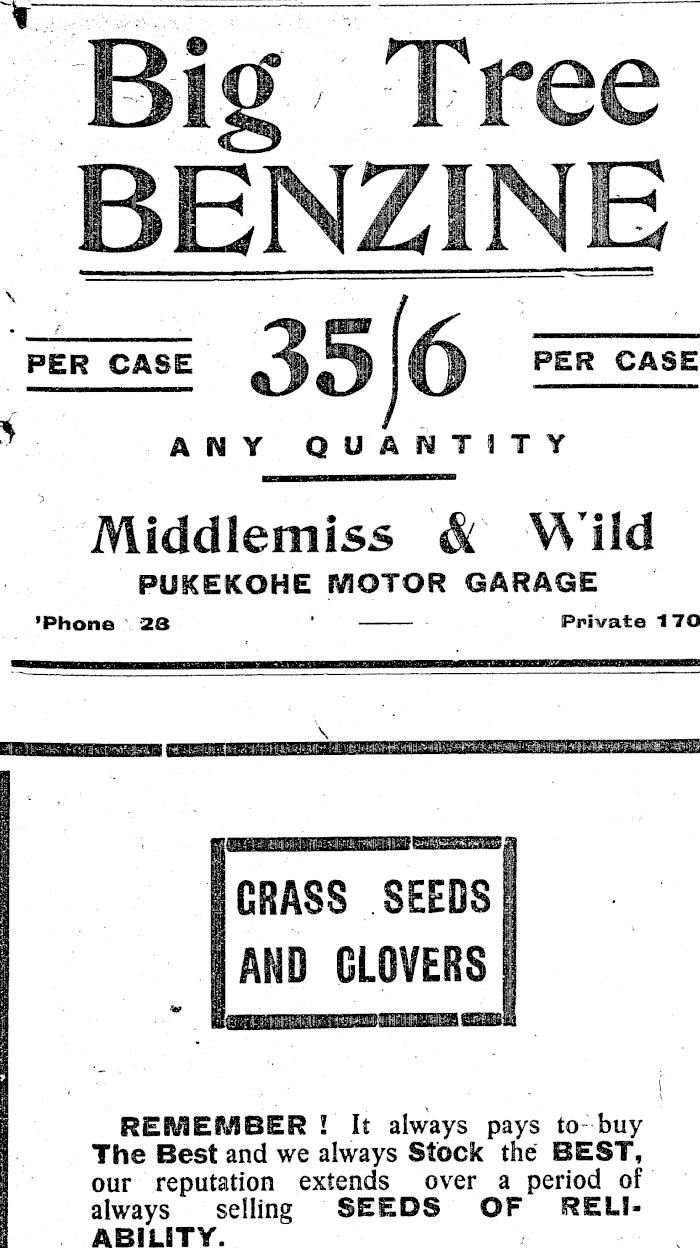 Big Tree
BENZINE
PER CASE 35/6 PER CASE
ANY QUANTITY
Middlemiss & Wild
PUKEKOHE MOTOR GARAGE
'Phone 28 — Private 170
GRASS SEEDS
AND CLOVERS
REMEMBER ! It always pays to buy
The Best and we always Stock the BEST,
our reputation extends over a period of
always selling SEEDS OF RELI-
ABILITY.